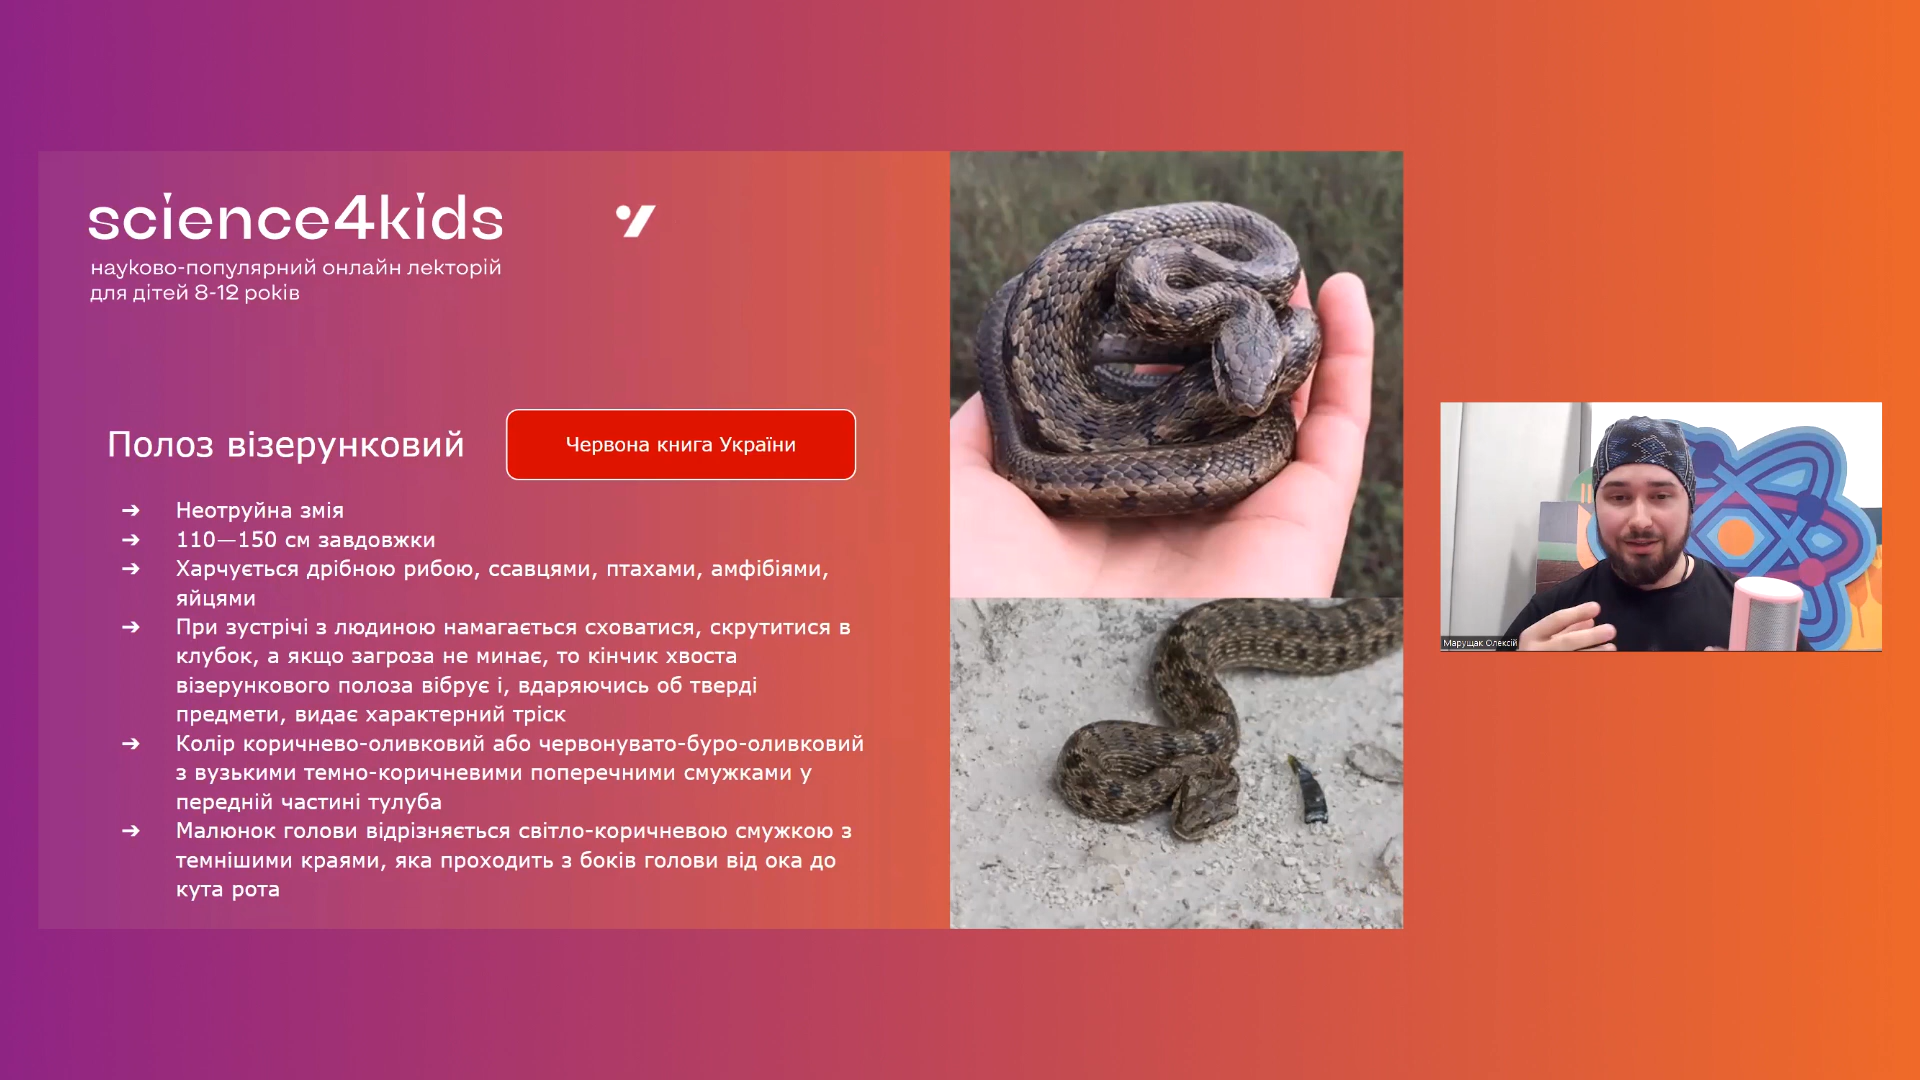 science4kids
науково-популярний онлайн лекторій
для дітей 8-12 років
Полоз візерунковий
Червона книга України
➔ Неотруйна змія
➔ 110—150 см завдовжки
➔ Харчується дрібною рибою, ссавцями, птахами, амфібіями,
яйцями
➔ При зустрічі з людиною намагається сховатися, скрутитися в
клубок, а якщо загроза не минає, то кінчик хвоста
візерункового полоза вібрує і, вдаряючись об тверді
предмети, видає характерний тріск
➔ Колір коричнево-оливковий або червонувато-буро-оливковий
з вузькими темно-коричневими поперечними смужками у
передній частині тулуба
➔ Малюнок голови відрізняється світло-коричневою смужкою з
темнішими краями, яка проходить з боків голови від ока до
кута рота
Марущак Олексій